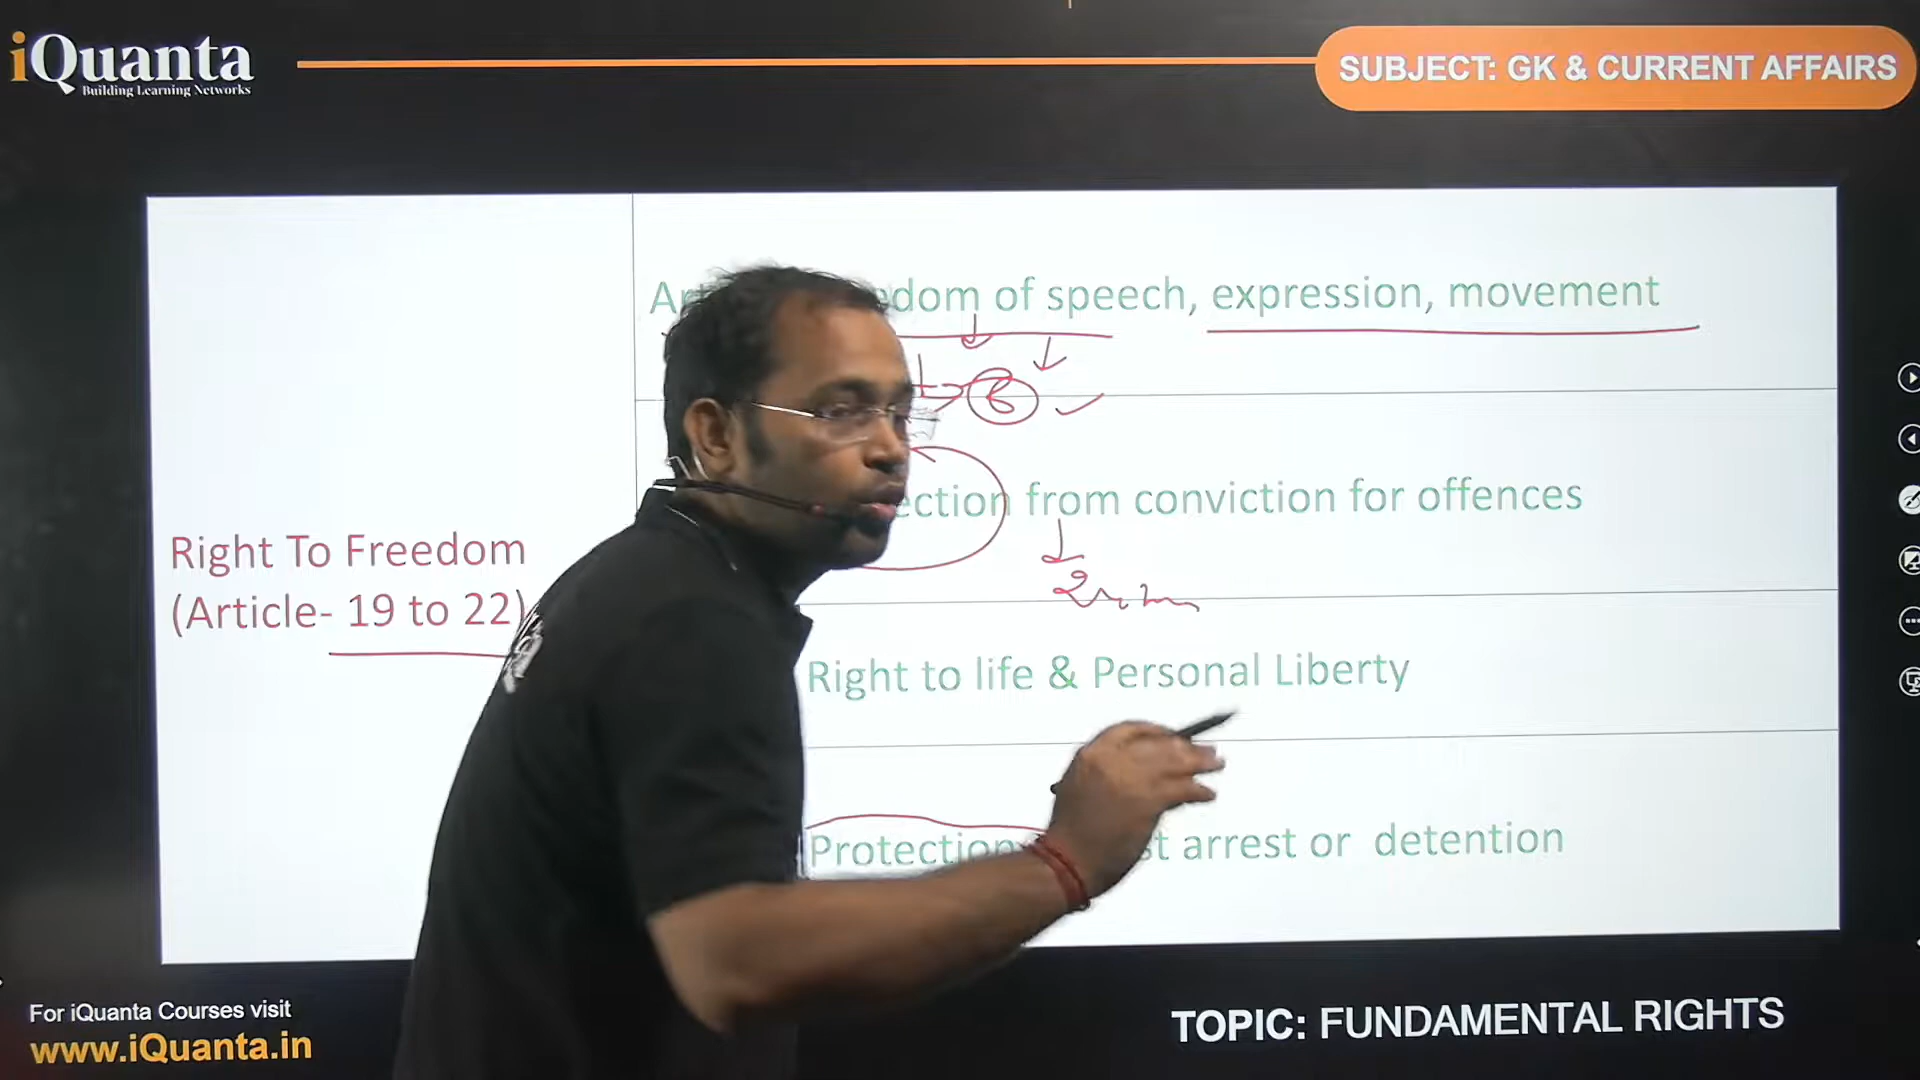 iQuanta
Building Learning Networks
SUBJECT: GK & CURRENT AFFAIRS
of speech, expression, movement
6
from conviction for offences
Right To Freedom
(Article- 19 to 22)
Right to life & Personal Liberty
Protection arrest or detention
For iQuanta Courses visit
www.iQuanta.in
TOPIC: FUNDAMENTAL RIGHTS